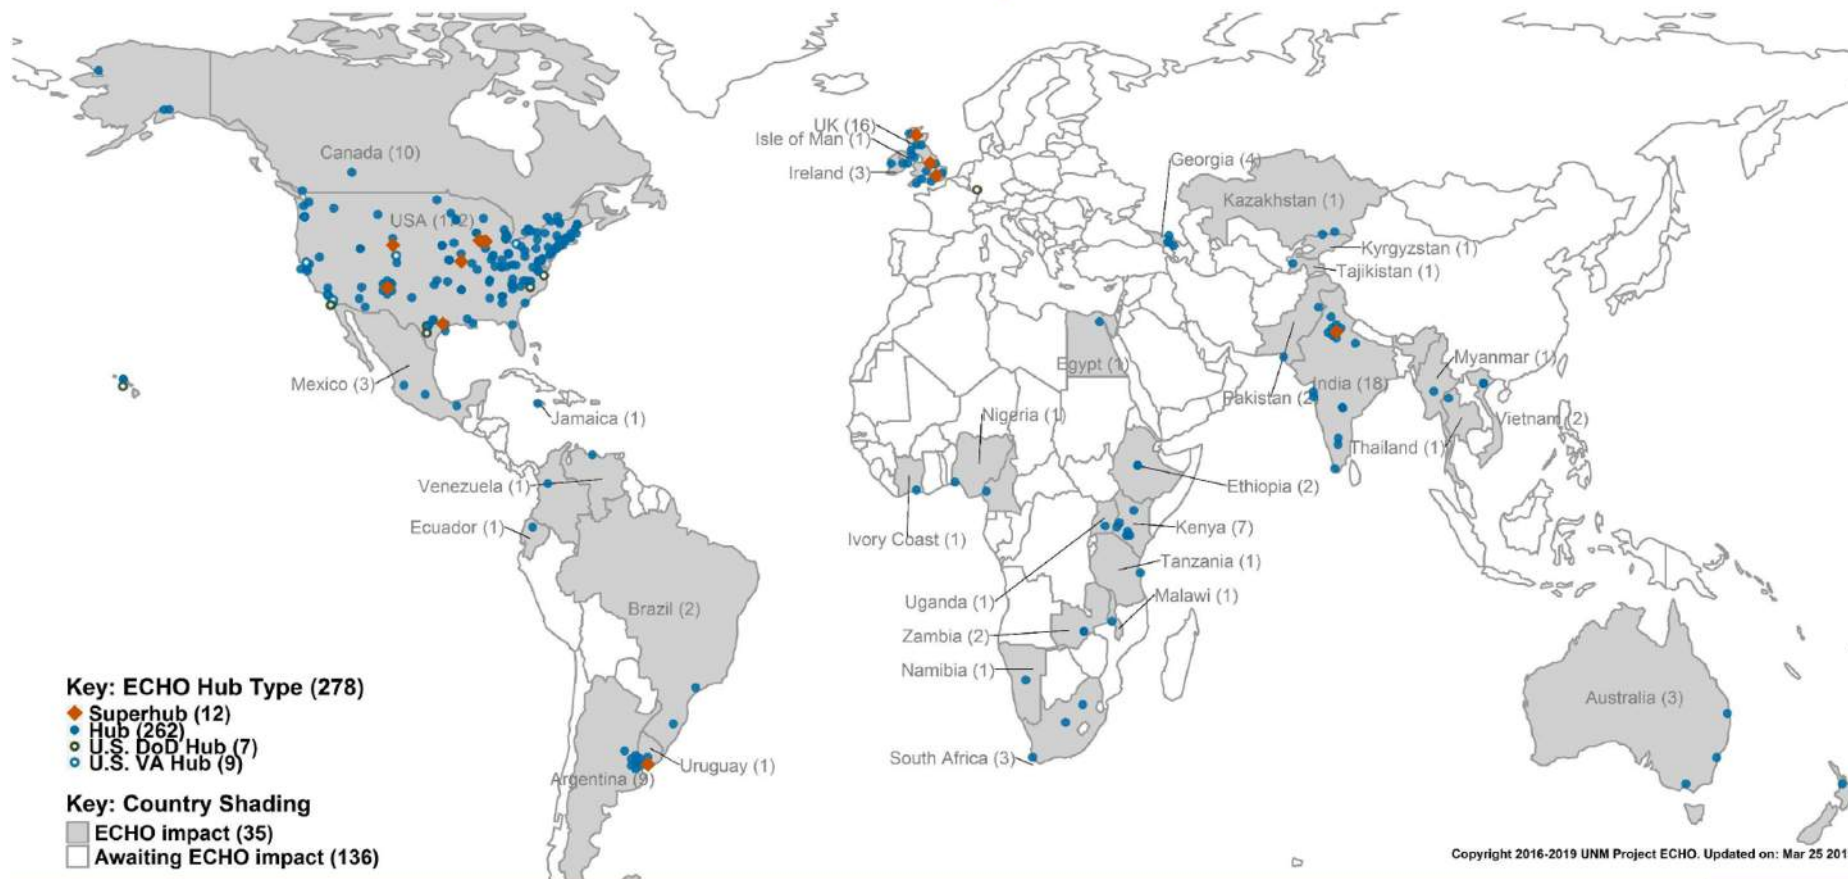 UK (16)
Isle of Man (1)
Canada (10)
Georgia (4)
Ireland (3)
Kazakhstan (1)
USA (172)
Kyrgyzstan (1)
Tajikistan (1)
Egypt (1)
Myanmar (1)
Mexico (3)
India (18)
Pakistan (2)
Jamaica (1)
Nigeria (1)
Vietnam (2)
Thailand (1)
Venezuela (1)
Ethiopia (2)
Ecuador (1)
Kenya (7)
Ivory Coast (1)
Tanzania (1)
Uganda (1)
Malawi (1)
Brazil (2)
Zambia (2)
Namibia (1)
Australia (3)
South Africa (3)
Uruguay (1)
Argentina (9)
Key: ECHO Hub Type (278)
Superhub (12)
Hub (262)
U.S. DoD Hub (7)
U.S. VA Hub (9)
Key: Country Shading
ECHO impact (35)
Awaiting ECHO impact (136)
Copyright 2016-2019 UNM Project ECHO. Updated on: Mar 25 201